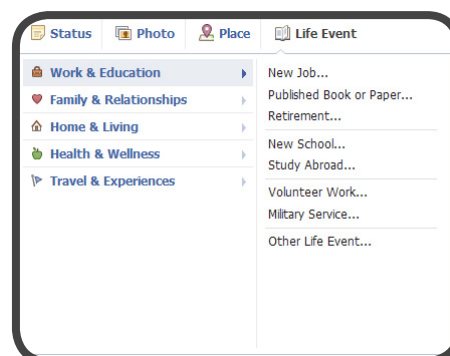 Status Photo Place Life Event
Work & Education
Family & Relationships
Home & Living
Health & Wellness
Travel & Experiences
New Job...
Published Book or Paper...
Retirement...
New School...
Study Abroad...
Volunteer Work...
Military Service...
Other Life Event...